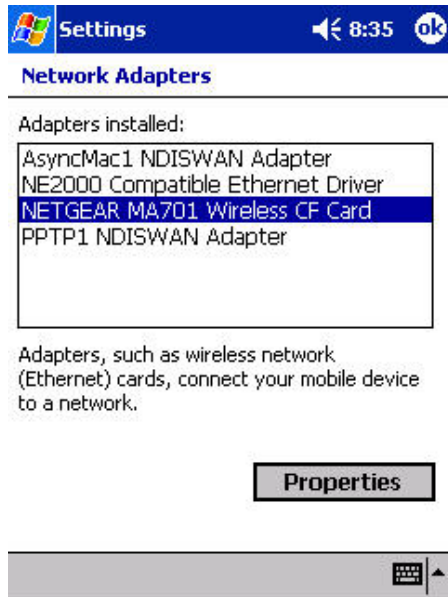 Settings 8:35 ok
Network Adapters
Adapters installed:
AsyncMac1 NDISWAN Adapter
NE2000 Compatible Ethernet Driver
NETGEAR MA701 Wireless CF Card
PPTP1 NDISWAN Adapter
Adapters, such as wireless network
(Ethernet) cards, connect your mobile device
to a network.
Properties